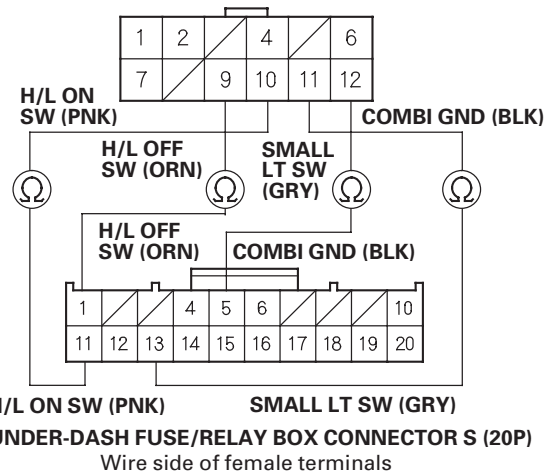 1 2 4 6
7 9 10 11 12
H/L ON
SW (PNK)
COMBI GND (BLK)
H/L OFF
SW (ORN)
SMALL
LT SW
(GRY)
Ω Ω Ω Ω
H/L OFF
SW (ORN)
COMBI GND (BLK)
1 4 5 6 10
11 12 13 14 15 16 17 18 19 20
H/L ON SW (PNK)
SMALL LT SW (GRY)
UNDER-DASH FUSE/RELAY BOX CONNECTOR S (20P)
Wire side of female terminals